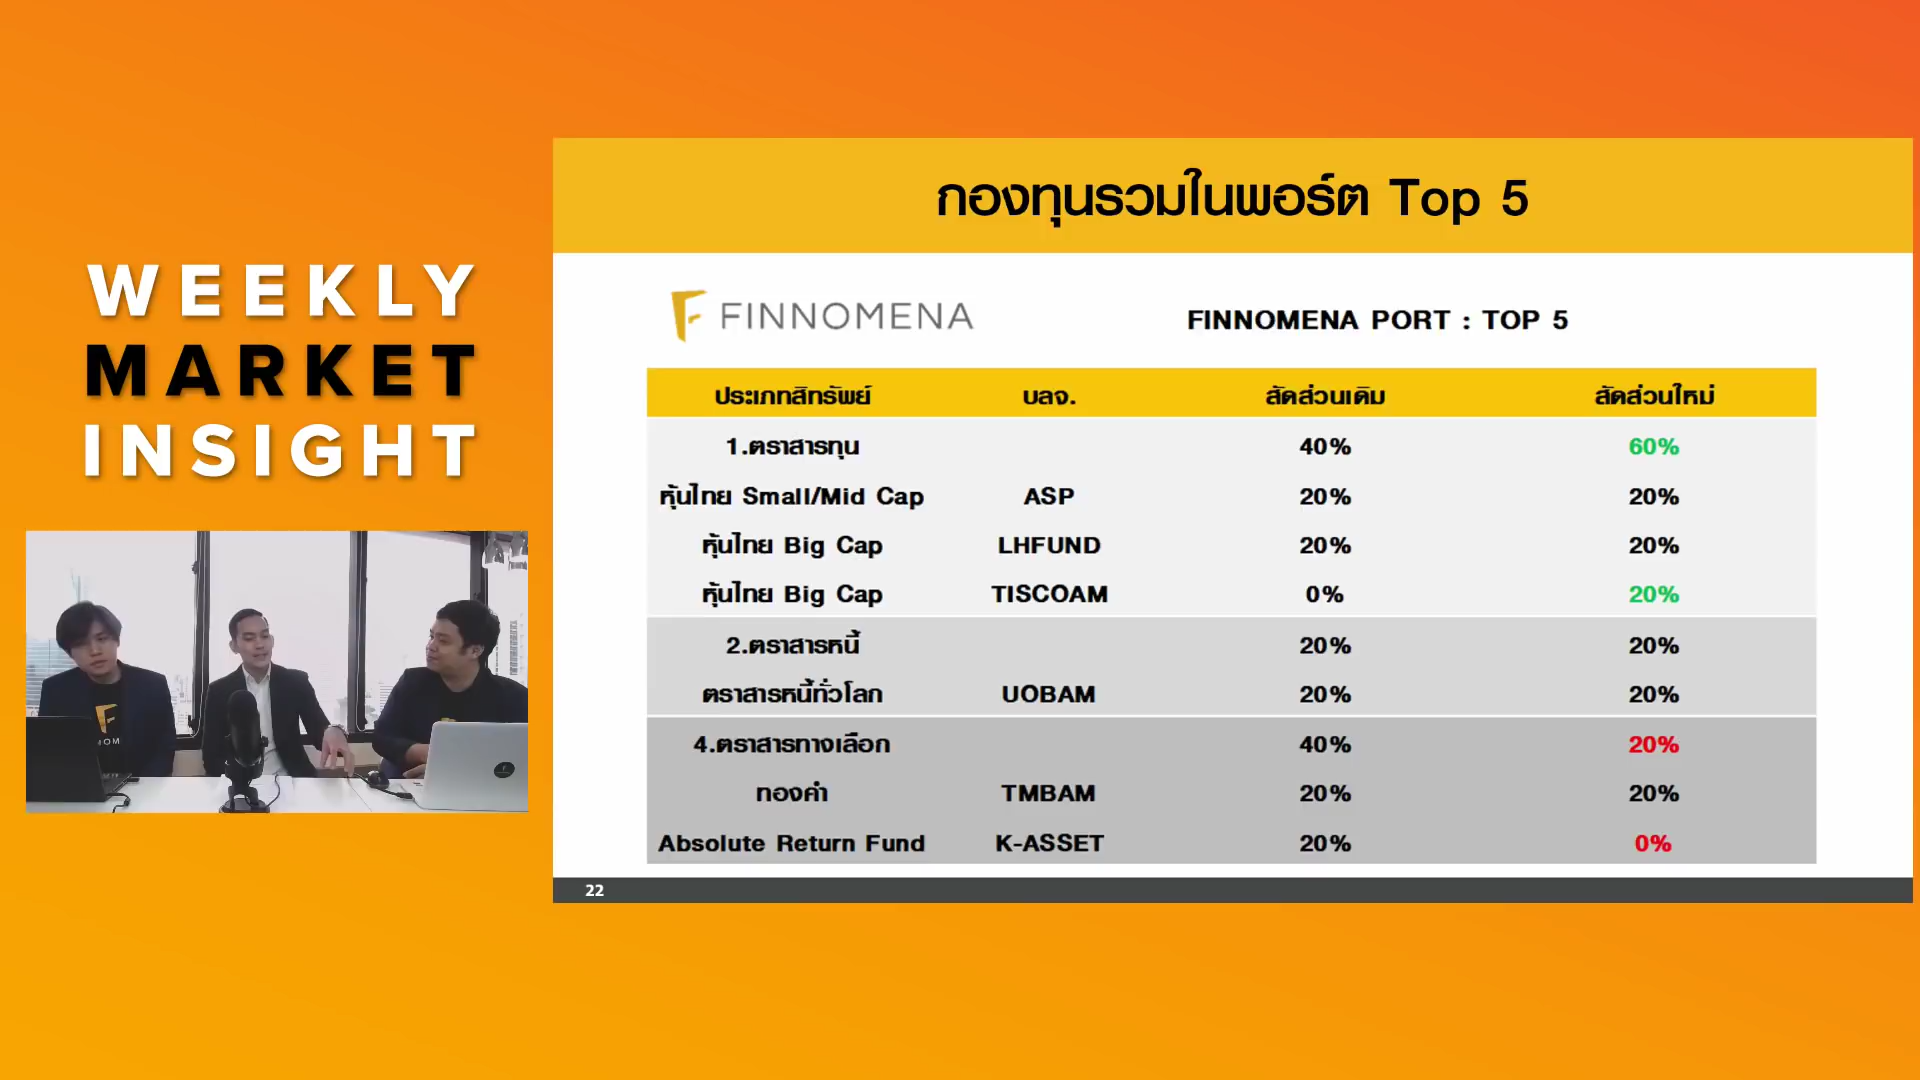 WEEKLY
MARKET
INSIGHT
กองทุนรวมในพอร์ต Top 5
FINNOMENA
FINNOMENA PORT : TOP 5
ประเภทสิทรัพย์ บลจ. สัดส่วนเดิม สัดส่วนใหม่
1.ตราสารทุน 40% 60%
หุ้นไทย Small/Mid Cap ASP 20% 20%
หุ้นไทย Big Cap LHFUND 20% 20%
หุ้นไทย Big Cap TISCOAM 0% 20%
2.ตราสารหนี้ 20% 20%
ตราสารหนี้ทั่วโลก UOBAM 20% 20%
4.ตราสารทางเลือก 40% 20%
ทองคำ TMBAM 20% 20%
Absolute Return Fund K-ASSET 20% 0%
22